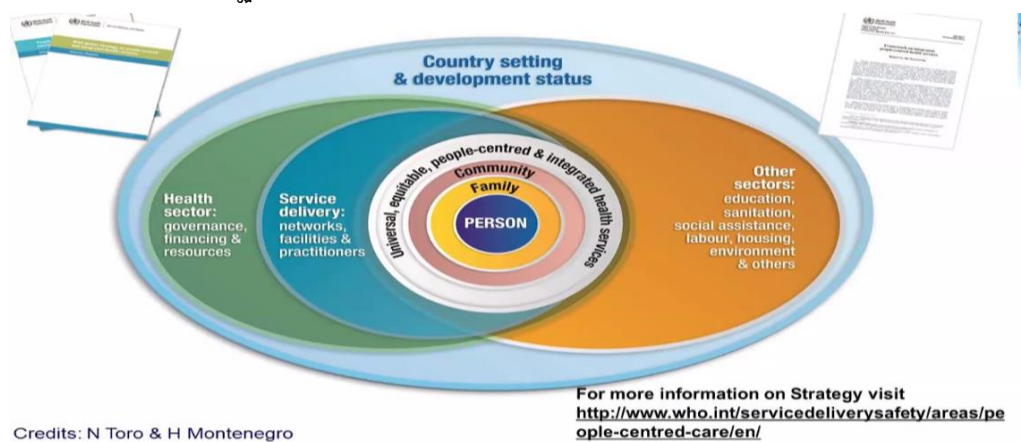 Country setting
& development status
Universal, equitable, people-centred & integrated health services
Community
Family
PERSON
Health
sector:
governance,
financing &
resources
Service
delivery:
networks,
facilities &
practitioners
Other
sectors:
education,
sanitation,
social assistance,
labour, housing,
environment
& others
For more information on Strategy visit
http://www.who.int/servicedeliverysafety/areas/pe
ople-centred-care/en/
Credits: N Toro & H Montenegro